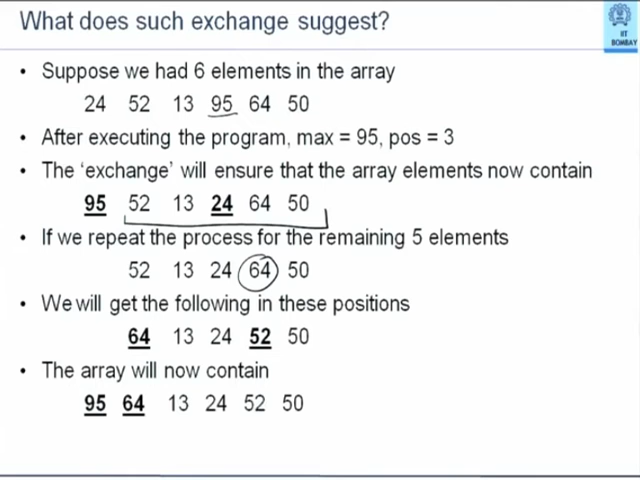 What does such exchange suggest?
IIT
BOMBAY
• Suppose we had 6 elements in the array
24 52 13 95 64 50
• After executing the program, max = 95, pos = 3
• The ‘exchange’ will ensure that the array elements now contain
95 52 13 24 64 50
• If we repeat the process for the remaining 5 elements
52 13 24 64 50
• We will get the following in these positions
64 13 24 52 50
• The array will now contain
95 64 13 24 52 50